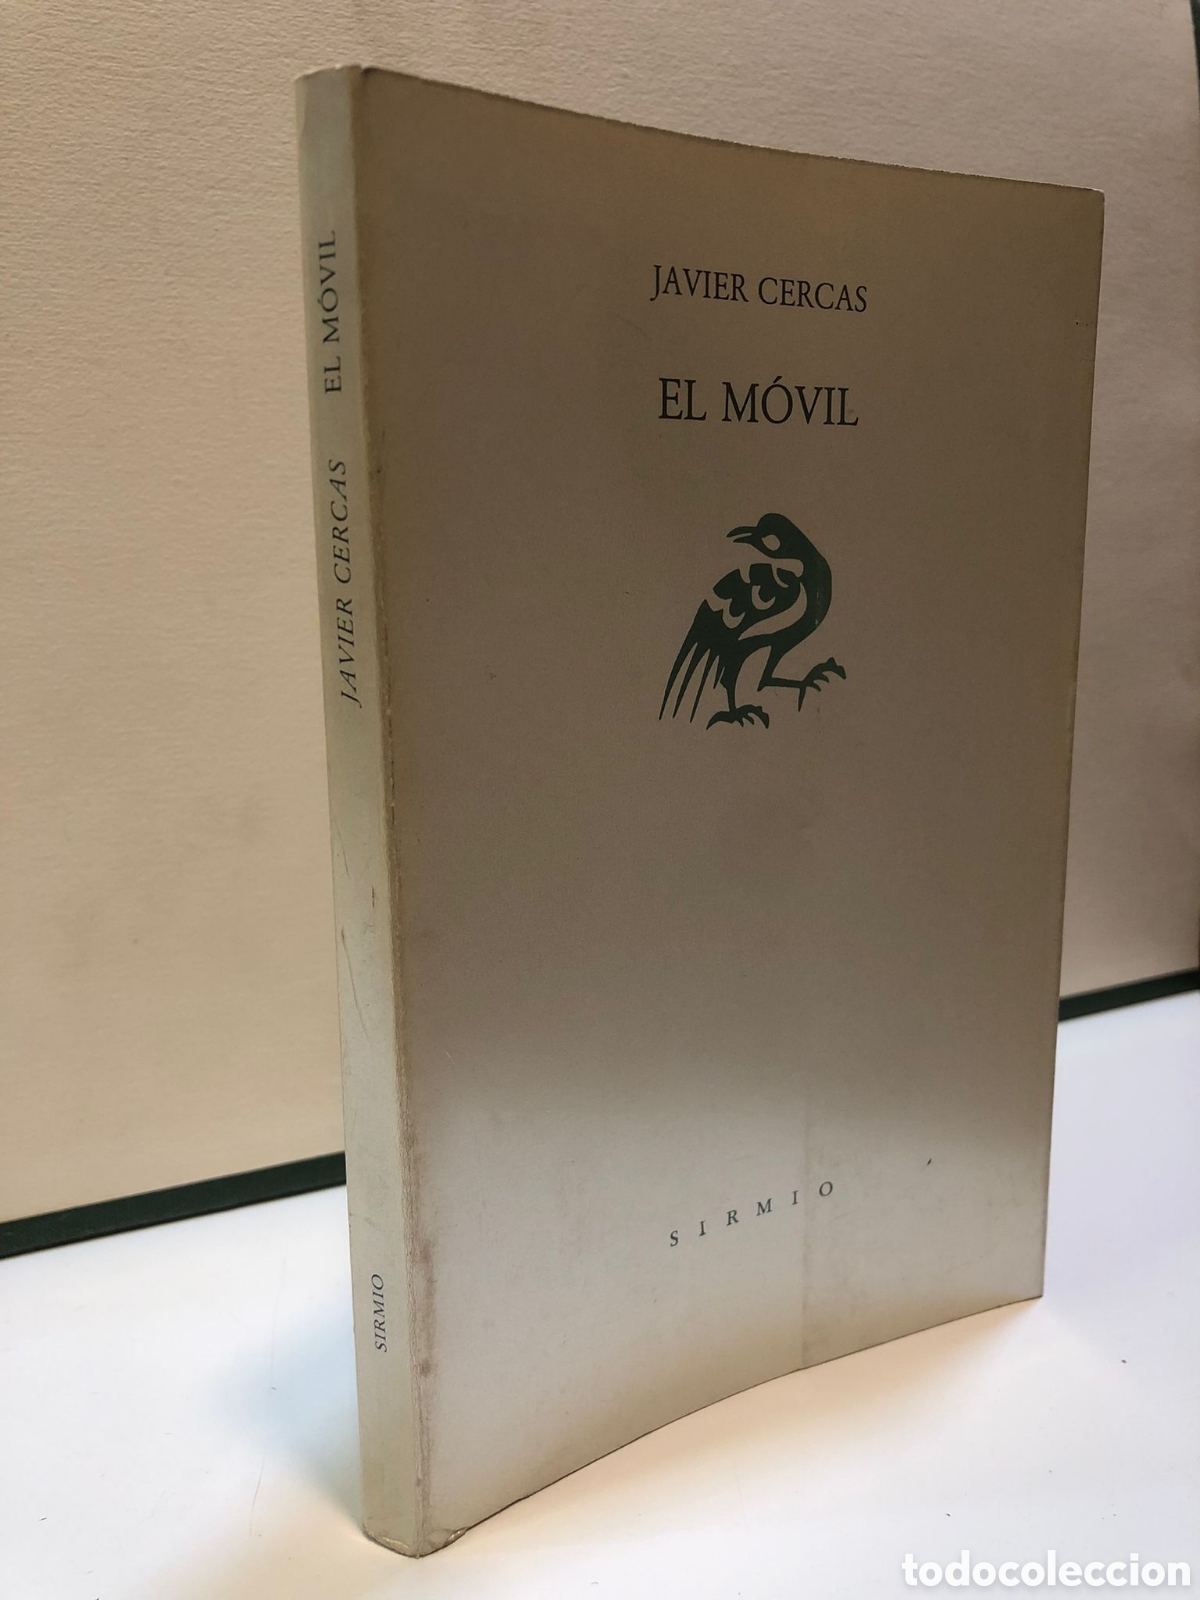 JAVIER CERCAS
EL MÓVIL
SIRMIO
JAVIER CERCAS EL MÓVIL
SIRMIO
todocoleccion